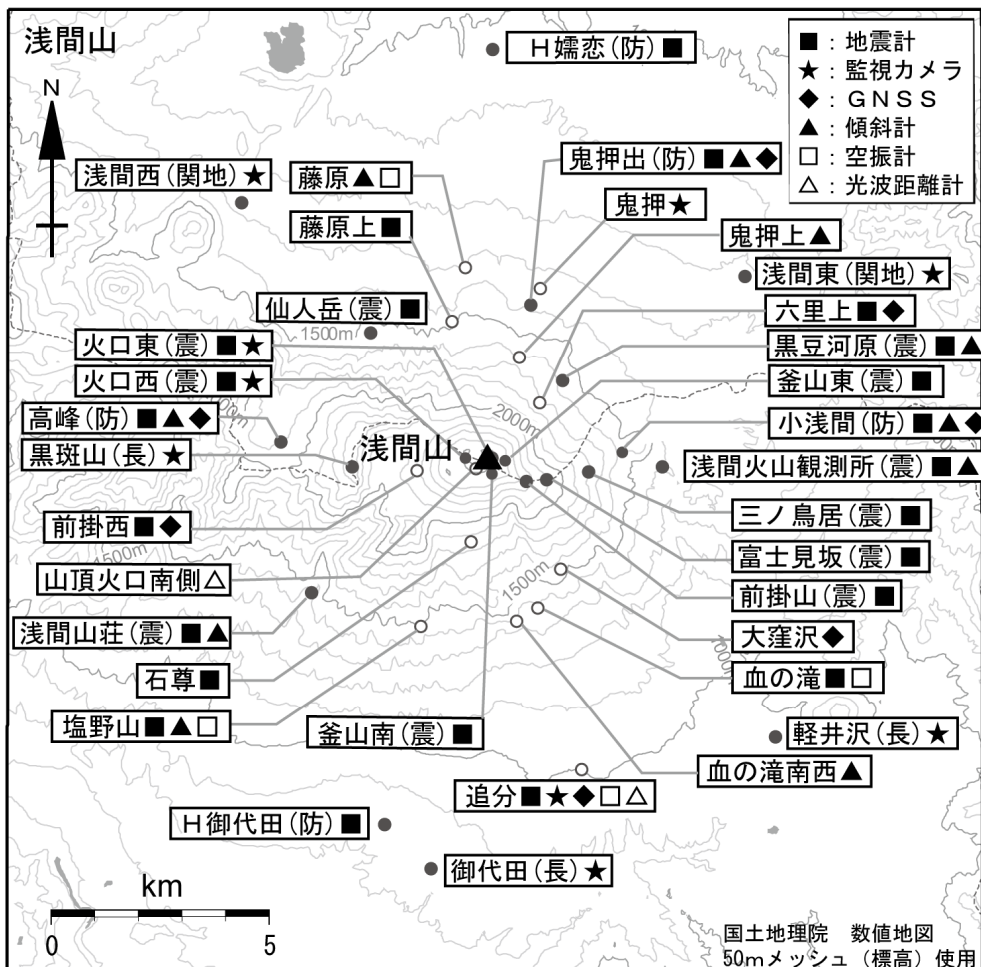 浅間山
N
H嬬恋(防)■
■：地震計
★：監視カメラ
◆：GNSS
▲：傾斜計
□：空振計
△：光波距離計
浅間西(関地)★
藤原▲□
鬼押出(防)■▲◆
藤原上■
鬼押★
鬼押上▲
浅間東(関地)★
仙人岳(震)■
1500m
六里上■◆
火口東(震)■★
黒豆河原(震)■▲
火口西(震)■★
釜山東(震)■
2000m
高峰(防)■▲◆
小浅間(防)■▲◆
黒斑山(長)★
浅間山
浅間火山観測所(震)■▲
前掛西■◆
三ノ鳥居(震)■
1500m
富士見坂(震)■
山頂火口南側△
1500m
前掛山(震)■
浅間山荘(震)■▲
大窪沢◆
石尊■
血の滝■□
塩野山■▲□
釜山南(震)■
軽井沢(長)★
血の滝南西▲
追分■★◆□△
H御代田(防)■
御代田(長)★
km
0 5
国土地理院　数値地図
50mメッシュ（標高）使用